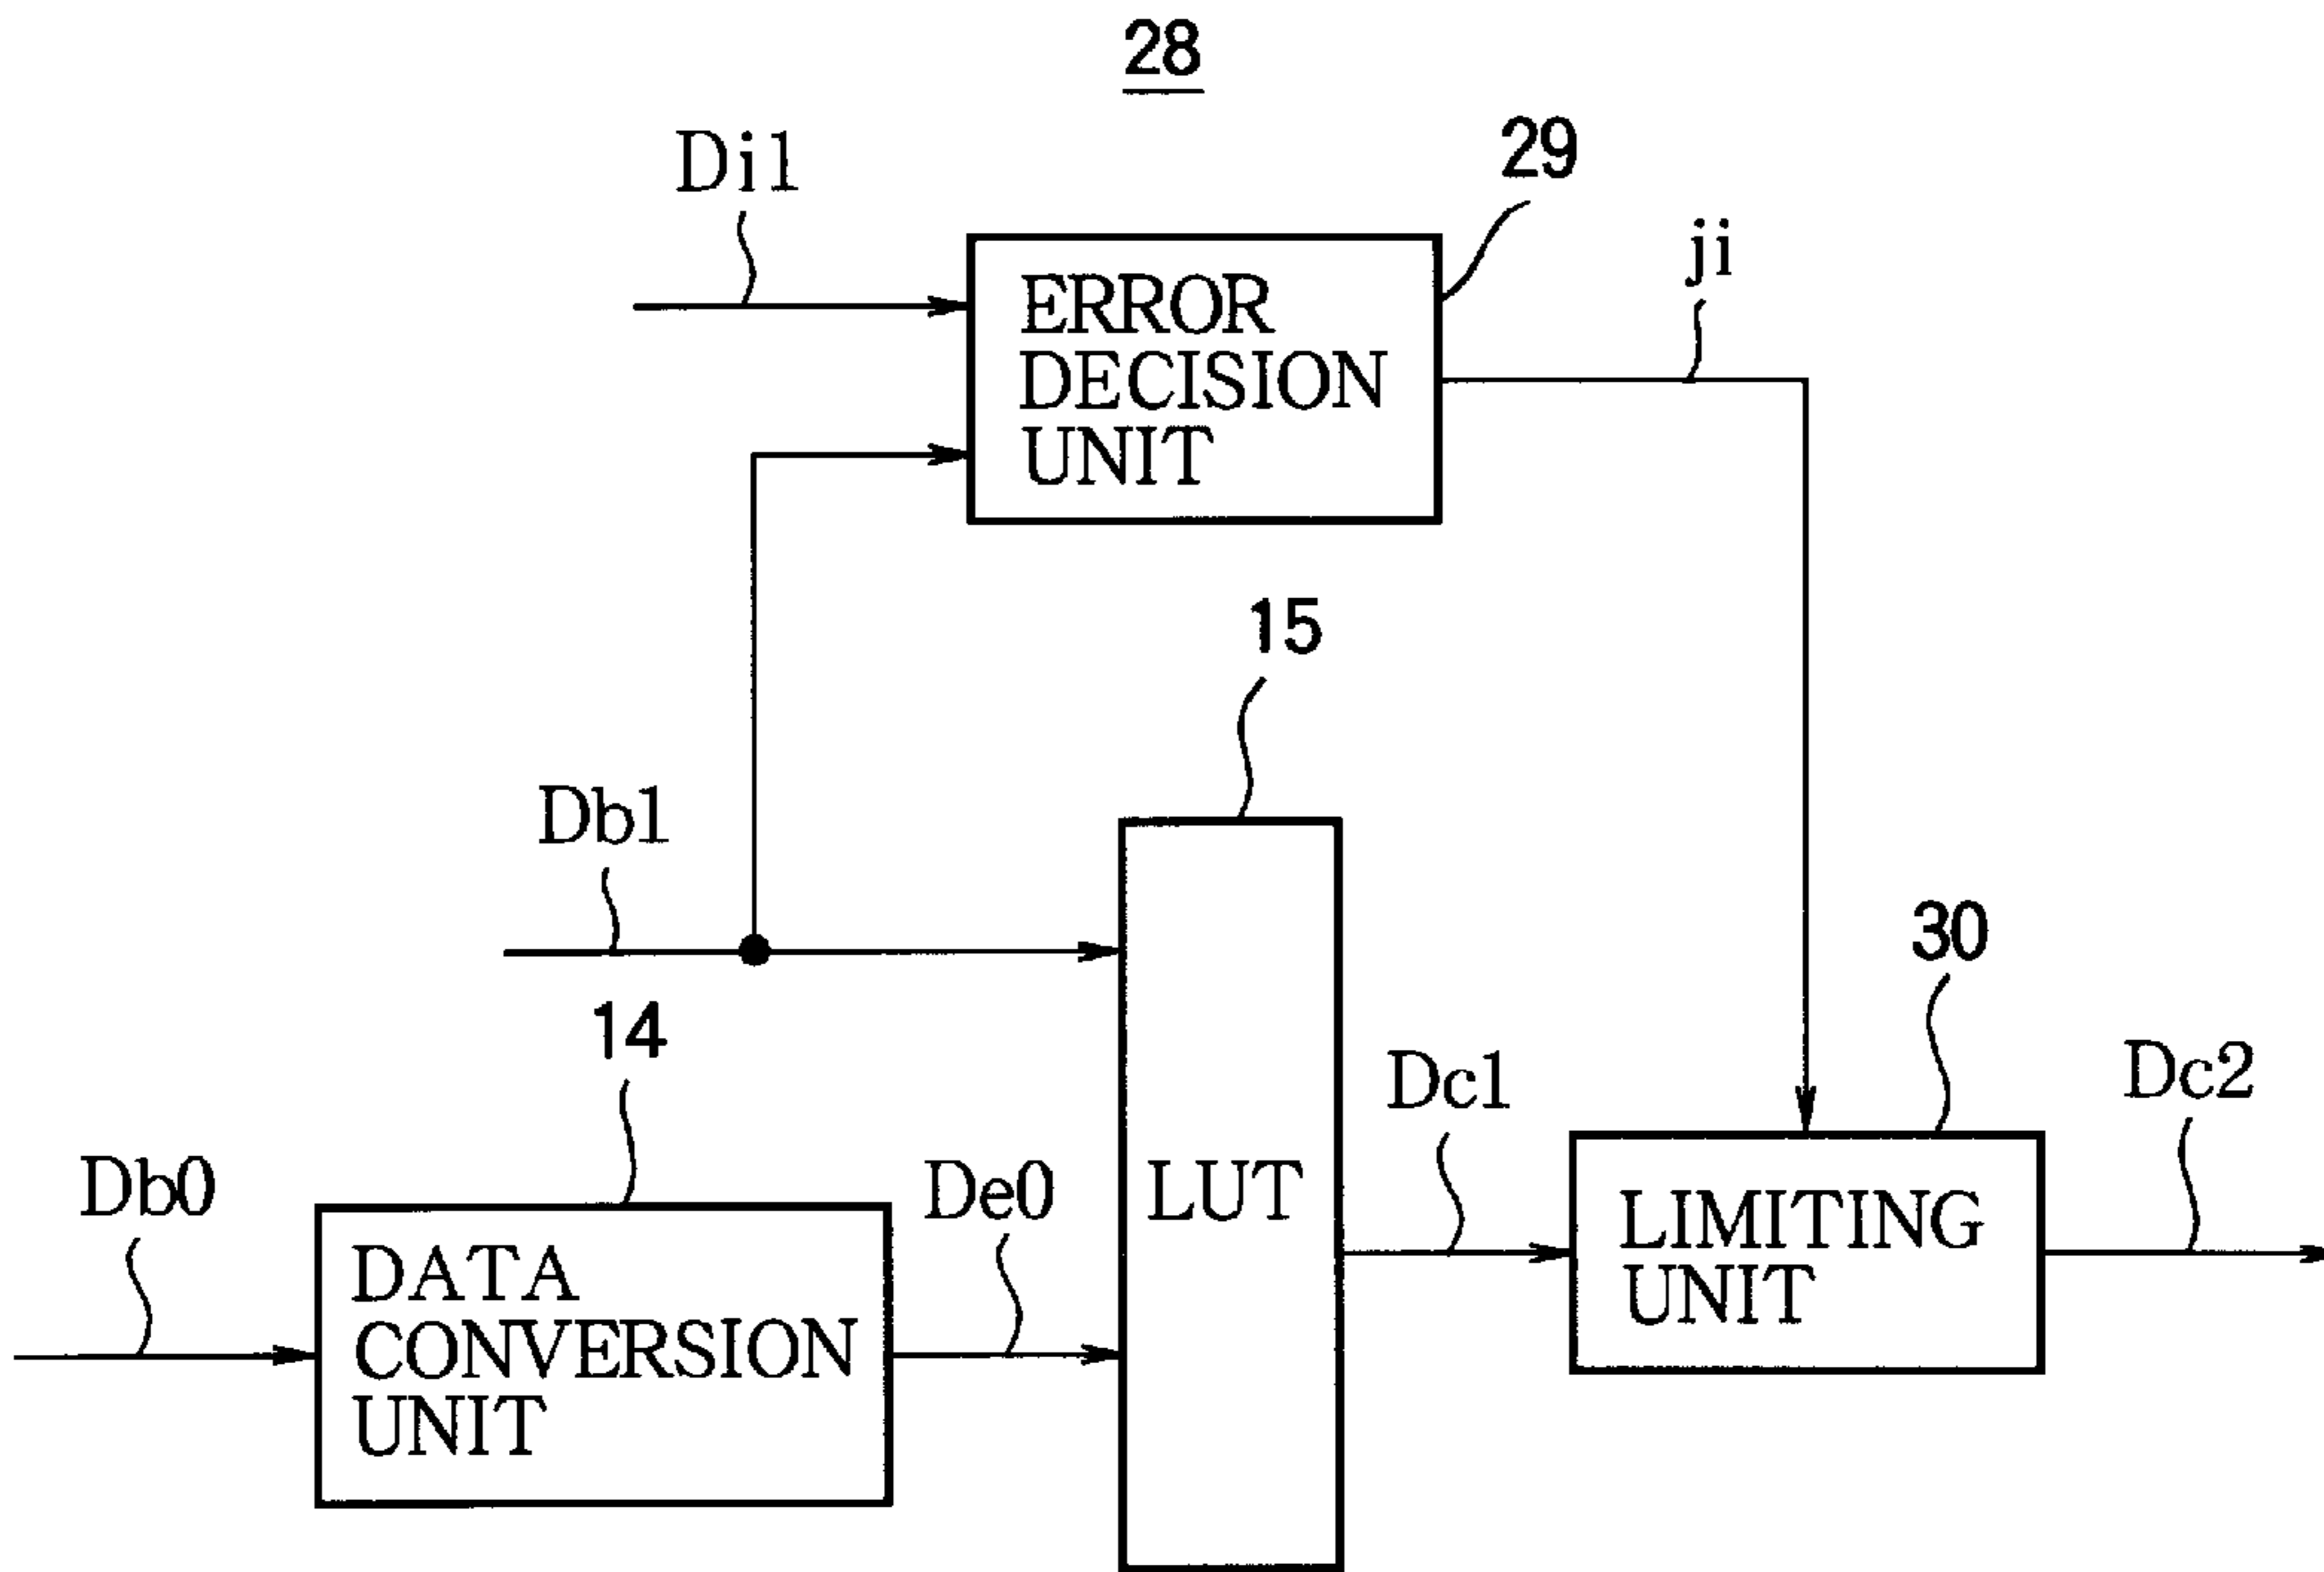 28
Di1
29
ji
ERROR
DECISION
UNIT
15
Db1
30
14
Dc1
Dc2
Db0
De0
LUT
LIMITING
UNIT
DATA
CONVERSION
UNIT